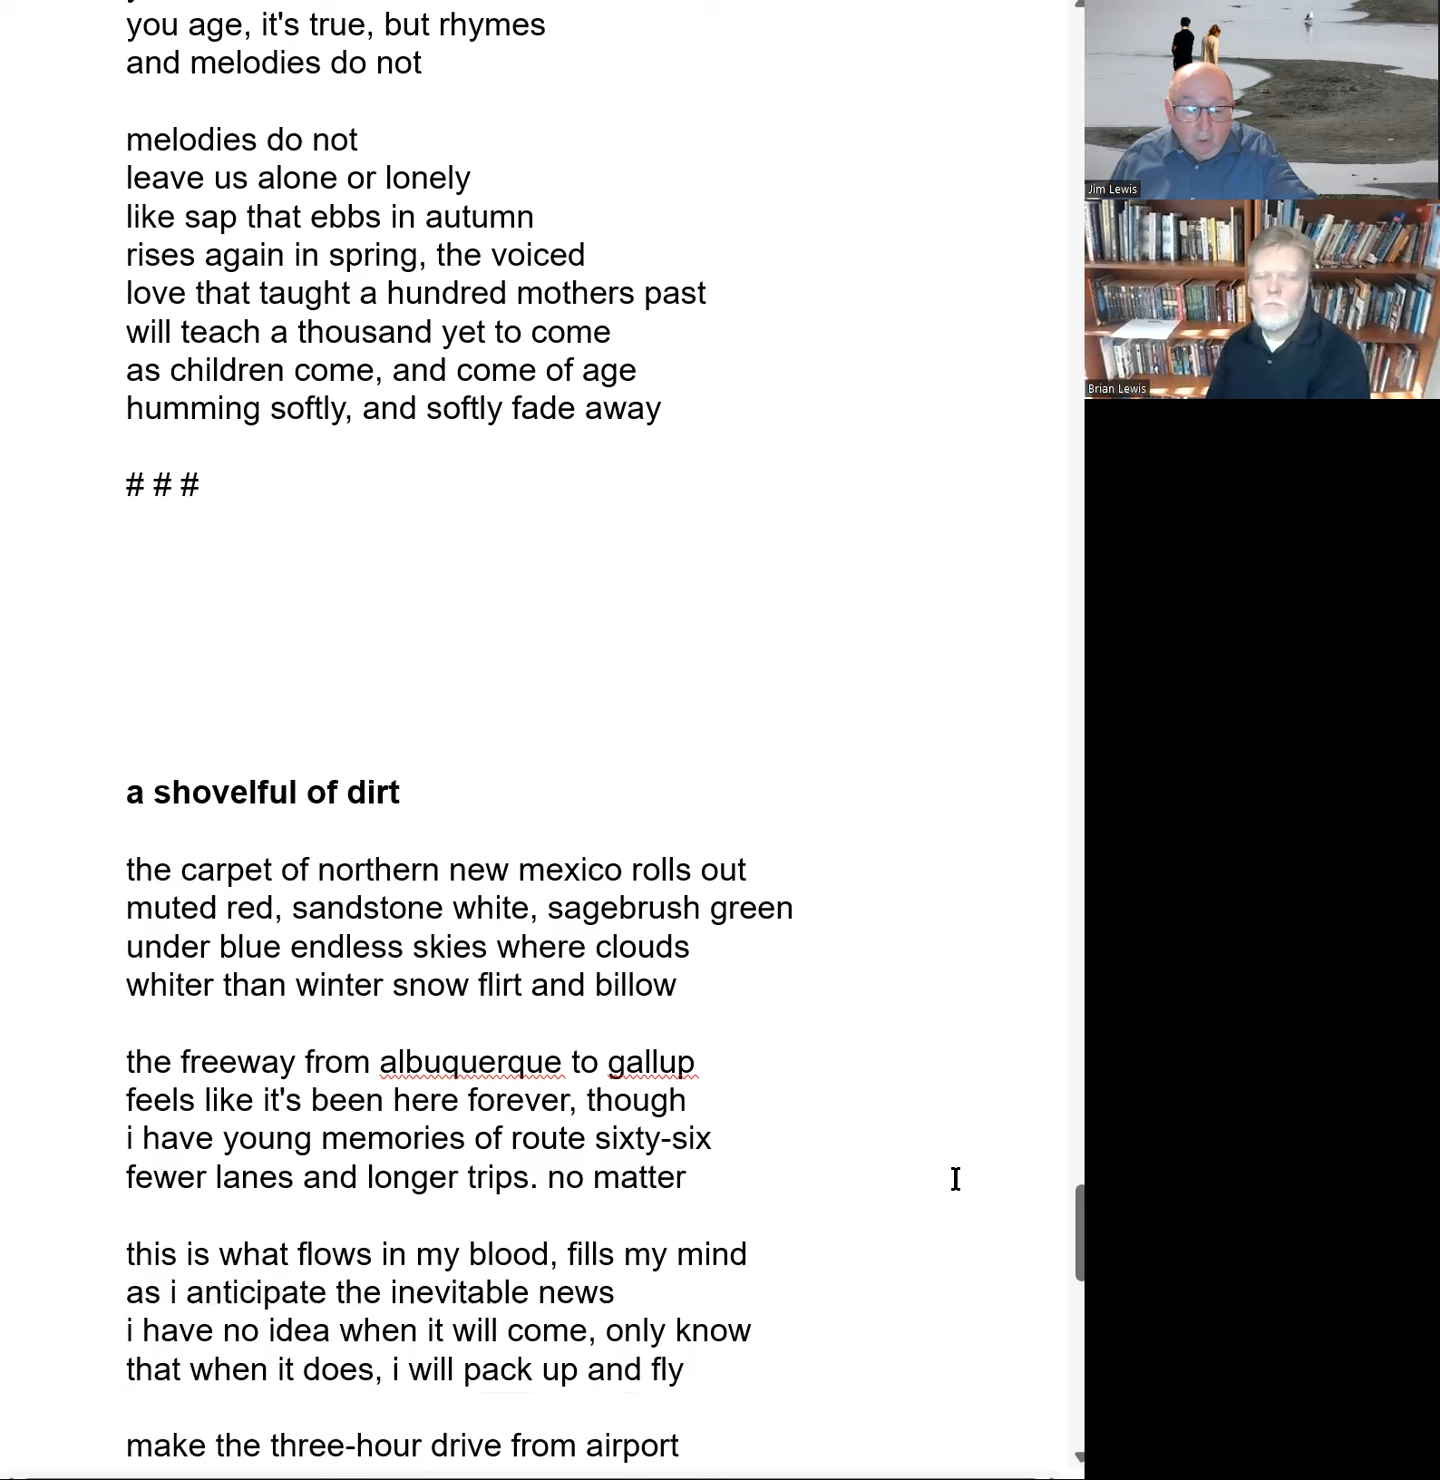 you age, it's true, but rhymes
and melodies do not
melodies do not
leave us alone or lonely
like sap that ebbs in autumn
rises again in spring, the voiced
love that taught a hundred mothers past
will teach a thousand yet to come
as children come, and come of age
humming softly, and softly fade away
# # #
a shovelful of dirt
the carpet of northern new mexico rolls out
muted red, sandstone white, sagebrush green
under blue endless skies where clouds
whiter than winter snow flirt and billow
the freeway from albuquerque to gallup
feels like it's been here forever, though
i have young memories of route sixty-six
fewer lanes and longer trips. no matter
this is what flows in my blood, fills my mind
as i anticipate the inevitable news
i have no idea when it will come, only know
that when it does, i will pack up and fly
make the three-hour drive from airport
Jim Lewis
Brian Lewis